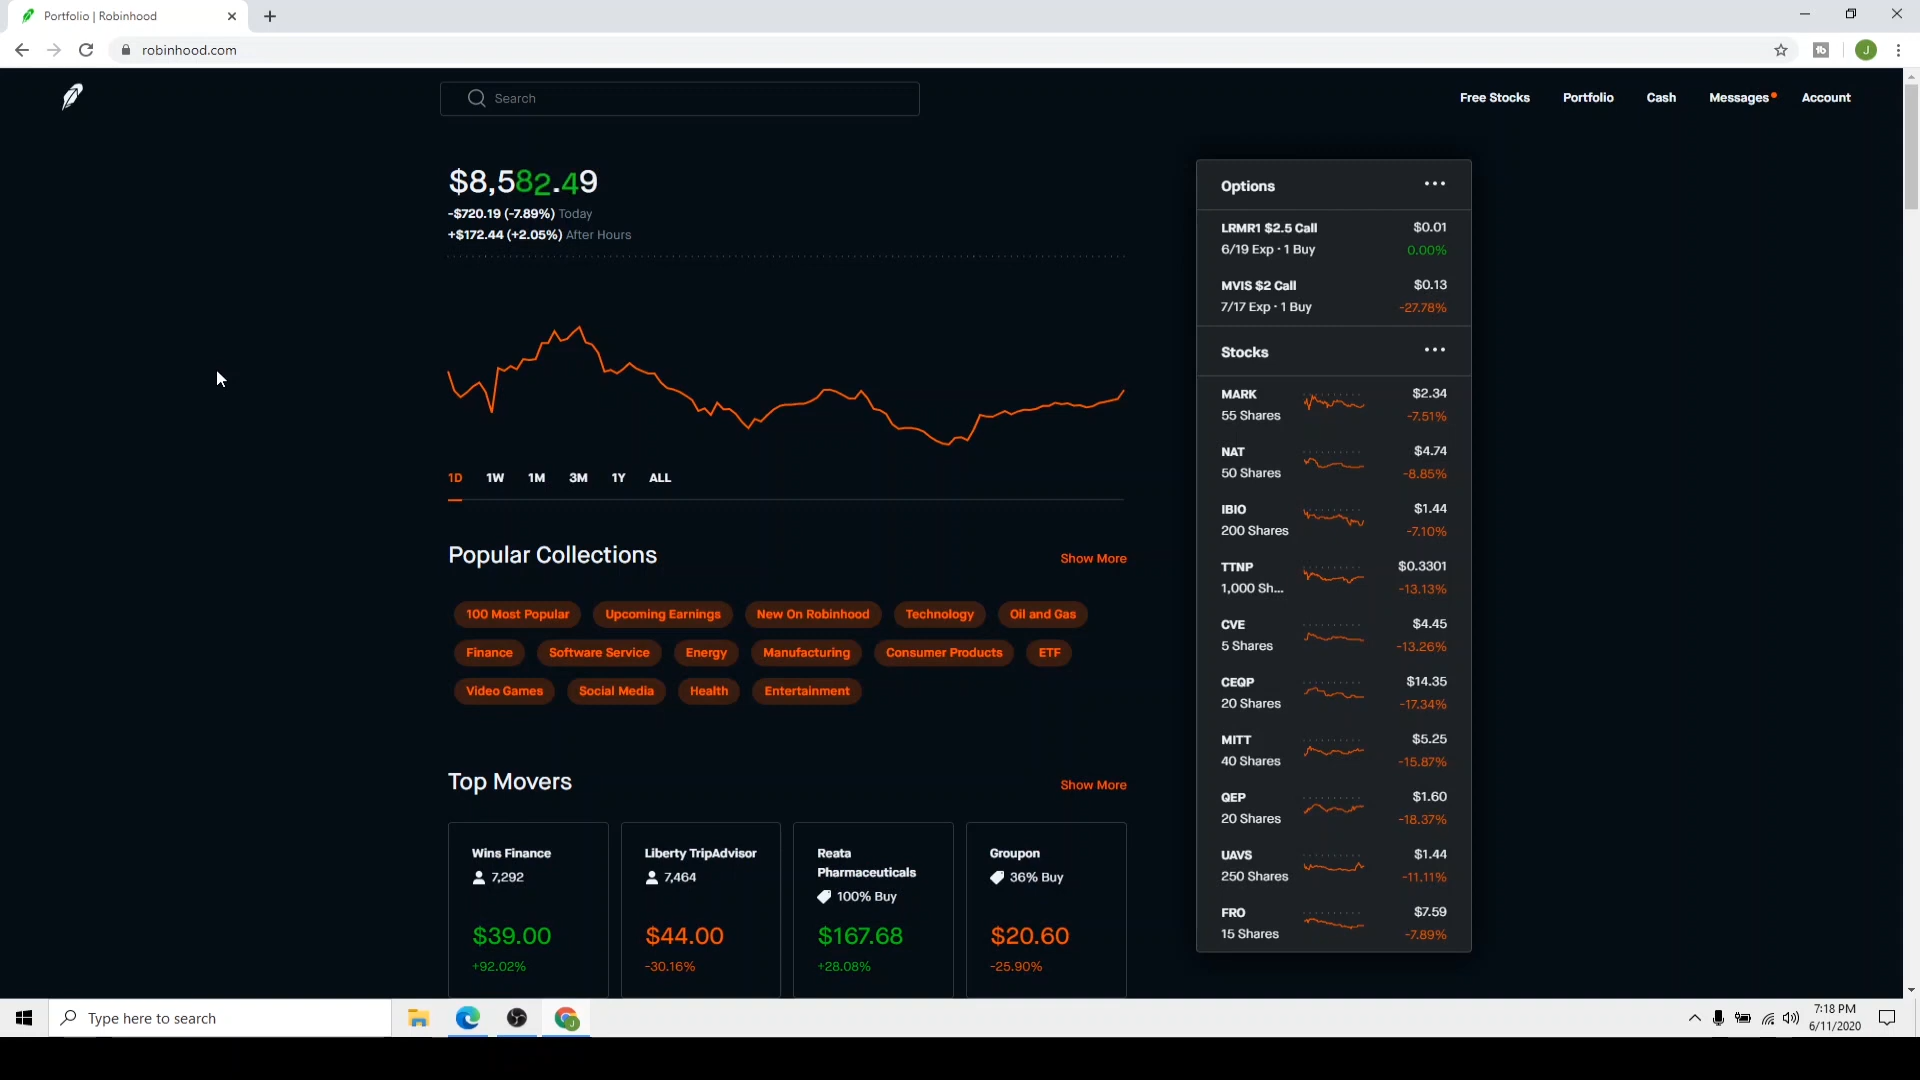 Portfolio | Robinhood
robinhood.com
J
Search
Free Stocks
Portfolio
Cash
Messages
Account
$8,582.49
-$720.19 (-7.89%) Today
+$172.44 (+2.05%) After Hours
1D 1W 1M 3M 1Y ALL
Popular Collections
Show More
100 Most Popular
Upcoming Earnings
New On Robinhood
Technology
Oil and Gas
Finance
Software Service
Energy
Manufacturing
Consumer Products
ETF
Video Games
Social Media
Health
Entertainment
Top Movers
Show More
Wins Finance
7,292
$39.00
+92.02%
Liberty TripAdvisor
7,464
$44.00
-30.16%
Reata
Pharmaceuticals
100% Buy
$167.68
+28.08%
Groupon
36% Buy
$20.60
-25.90%
Options
LRMR1 $2.5 Call $0.01
6/19 Exp · 1 Buy 0.00%
MVIS $2 Call $0.13
7/17 Exp · 1 Buy -27.78%
Stocks
MARK $2.34
55 Shares -7.51%
NAT $4.74
50 Shares -8.85%
IBIO $1.44
200 Shares -7.10%
TTNP $0.3301
1,000 Sh... -13.13%
CVE $4.45
5 Shares -13.26%
CEQP $14.35
20 Shares -17.34%
MITT $5.25
40 Shares -15.87%
QEP $1.60
20 Shares -18.37%
UAVS $1.44
250 Shares -11.11%
FRO $7.59
15 Shares -7.89%
Type here to search
7:18 PM
6/11/2020